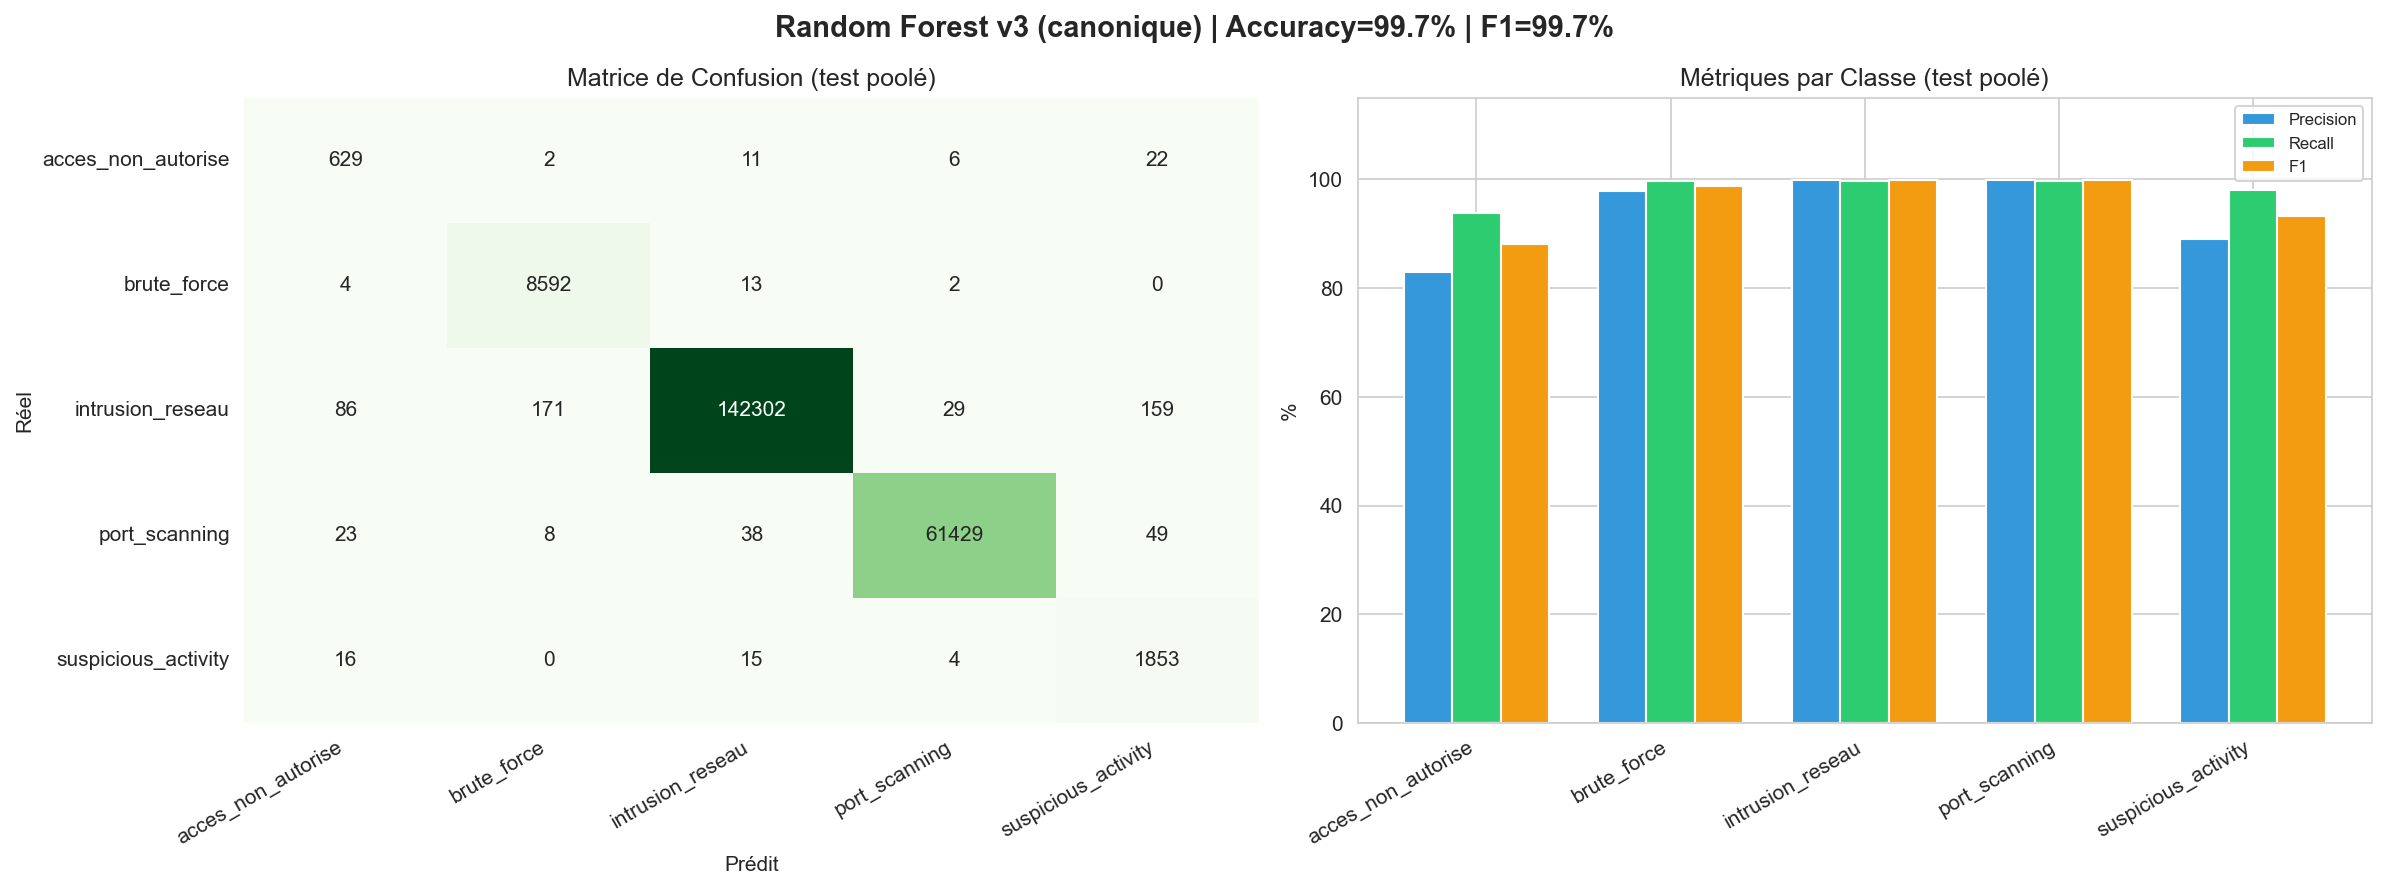 Random Forest v3 (canonique) | Accuracy=99.7% | F1=99.7%
Matrice de Confusion (test poolé)
Réel
acces_non_autorise 629 2 11 6 22
brute_force 4 8592 13 2 0
intrusion_reseau 86 171 142302 29 159
port_scanning 23 8 38 61429 49
suspicious_activity 16 0 15 4 1853
acces_non_autorise brute_force intrusion_reseau port_scanning suspicious_activity
Prédit
Métriques par Classe (test poolé)
Precision
Recall
F1
%
100
80
60
40
20
0
acces_non_autorise brute_force intrusion_reseau port_scanning suspicious_activity